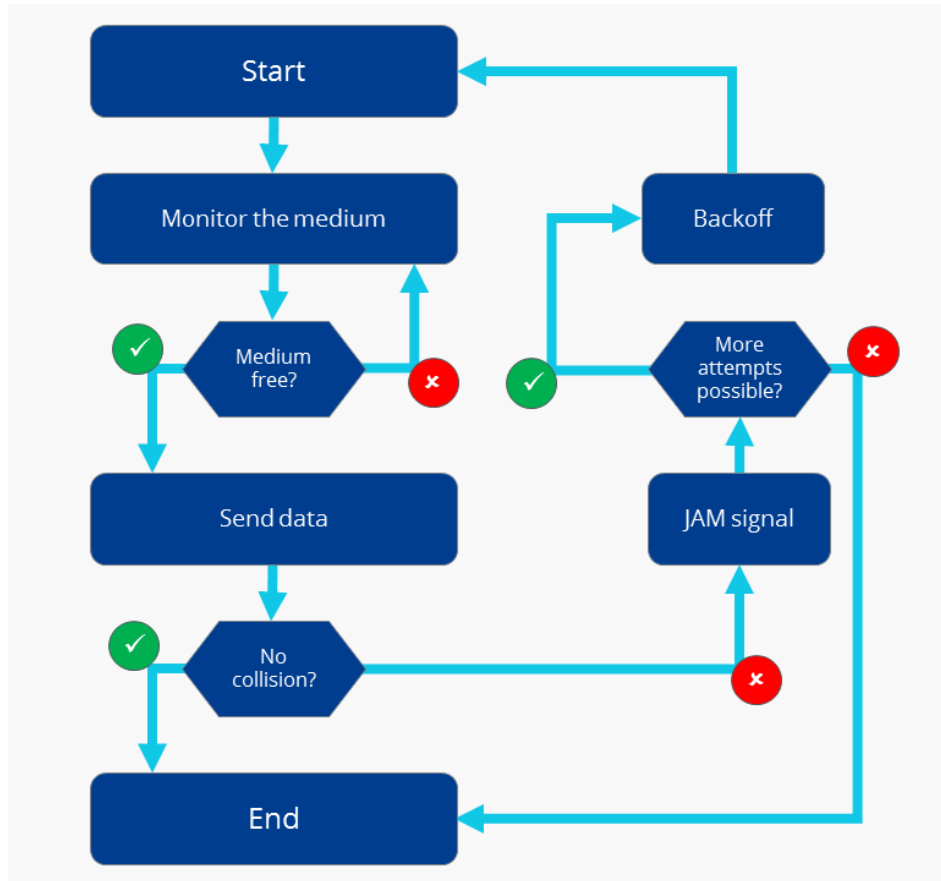 Start
Monitor the medium
Backoff
Medium
free?
More
attempts
possible?
Send data
JAM signal
No
collision?
End